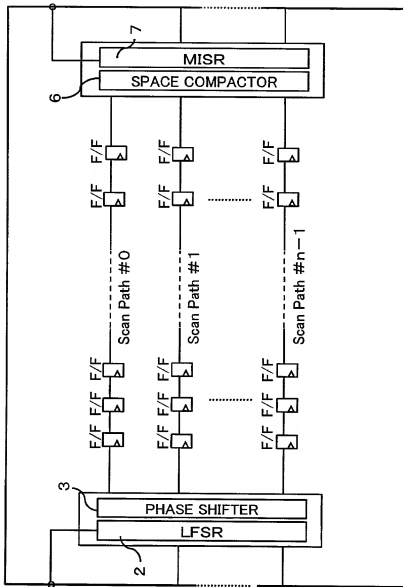 7
MISR
6
SPACE COMPACTOR
F/F F/F F/F F/F F/F
Scan Path #0
F/F F/F F/F F/F F/F
Scan Path #1
F/F F/F F/F F/F F/F
Scan Path #n-1
3
PHASE SHIFTER
LFSR
2